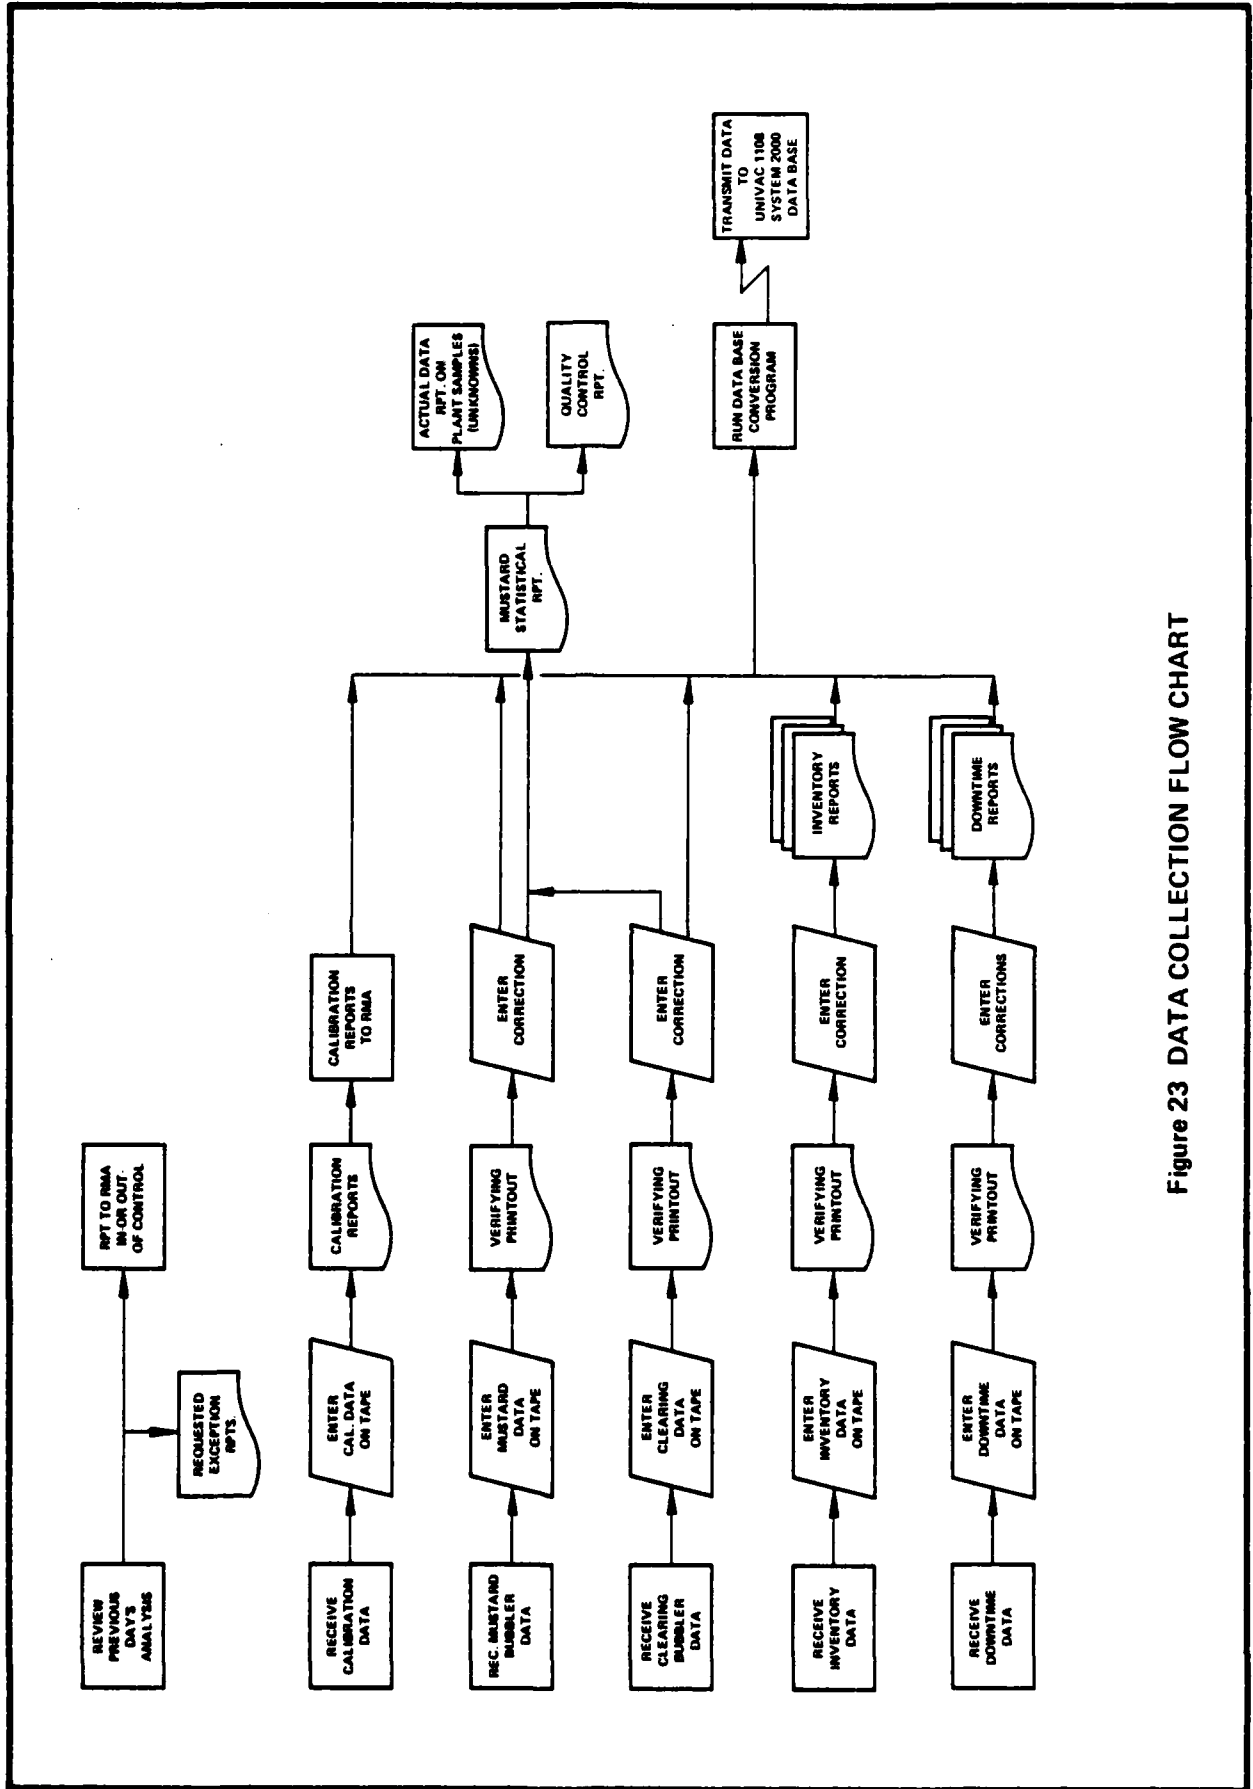 REVIEW
PREVIOUS
DAY'S
ANALYSIS
REQUESTED
EXCEPTION
RPTS.
RPT TO RMA
IN-OR OUT-
OF CONTROL
RECEIVE
CALIBRATION
DATA
ENTER
CAL. DATA
ON TAPE
CALIBRATION
REPORTS
CALIBRATION
REPORTS
TO RMA
REC. MUSTARD
BUBBLER
DATA
ENTER
MUSTARD
DATA
ON TAPE
VERIFYING
PRINTOUT
ENTER
CORRECTION
MUSTARD
STATISTICAL
RPT.
ACTUAL DATA
RPT. ON
PLANT SAMPLES
(UNKNOWNS)
QUALITY
CONTROL
RPT.
RECEIVE
CLEARING
BUBBLER
DATA
ENTER
CLEARING
DATA
ON TAPE
VERIFYING
PRINTOUT
ENTER
CORRECTION
RUN DATA BASE
CONVERSION
PROGRAM
TRANSMIT DATA
TO
UNIVAC 1108
SYSTEM 2000
DATA BASE
RECEIVE
INVENTORY
DATA
ENTER
INVENTORY
DATA
ON TAPE
VERIFYING
PRINTOUT
ENTER
CORRECTION
INVENTORY
REPORTS
RECEIVE
DOWNTIME
DATA
ENTER
DOWNTIME
DATA
ON TAPE
VERIFYING
PRINTOUT
ENTER
CORRECTIONS
DOWNTIME
REPORTS
Figure 23 DATA COLLECTION FLOW CHART